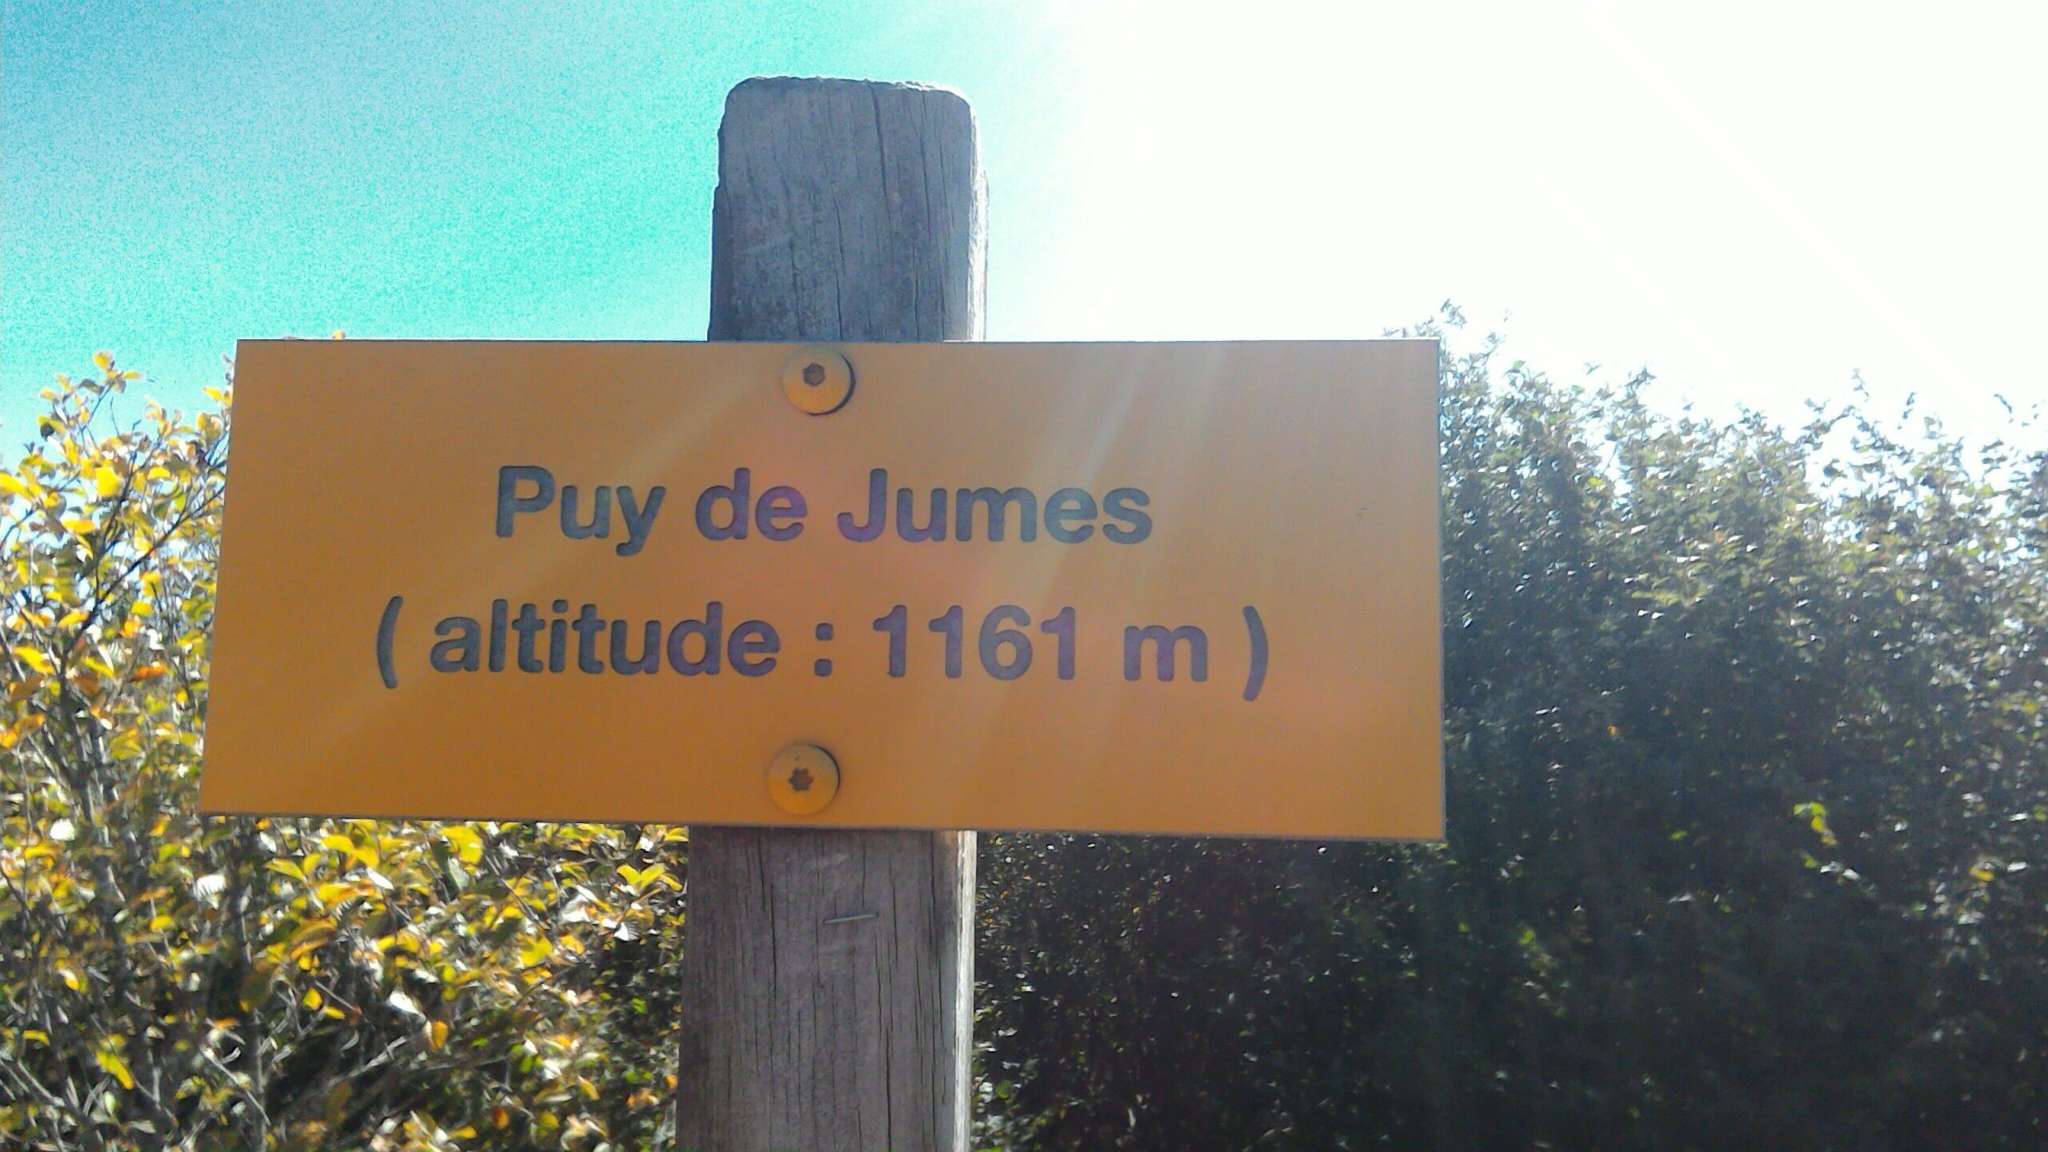 Puy de Jumes
( altitude : 1161 m )